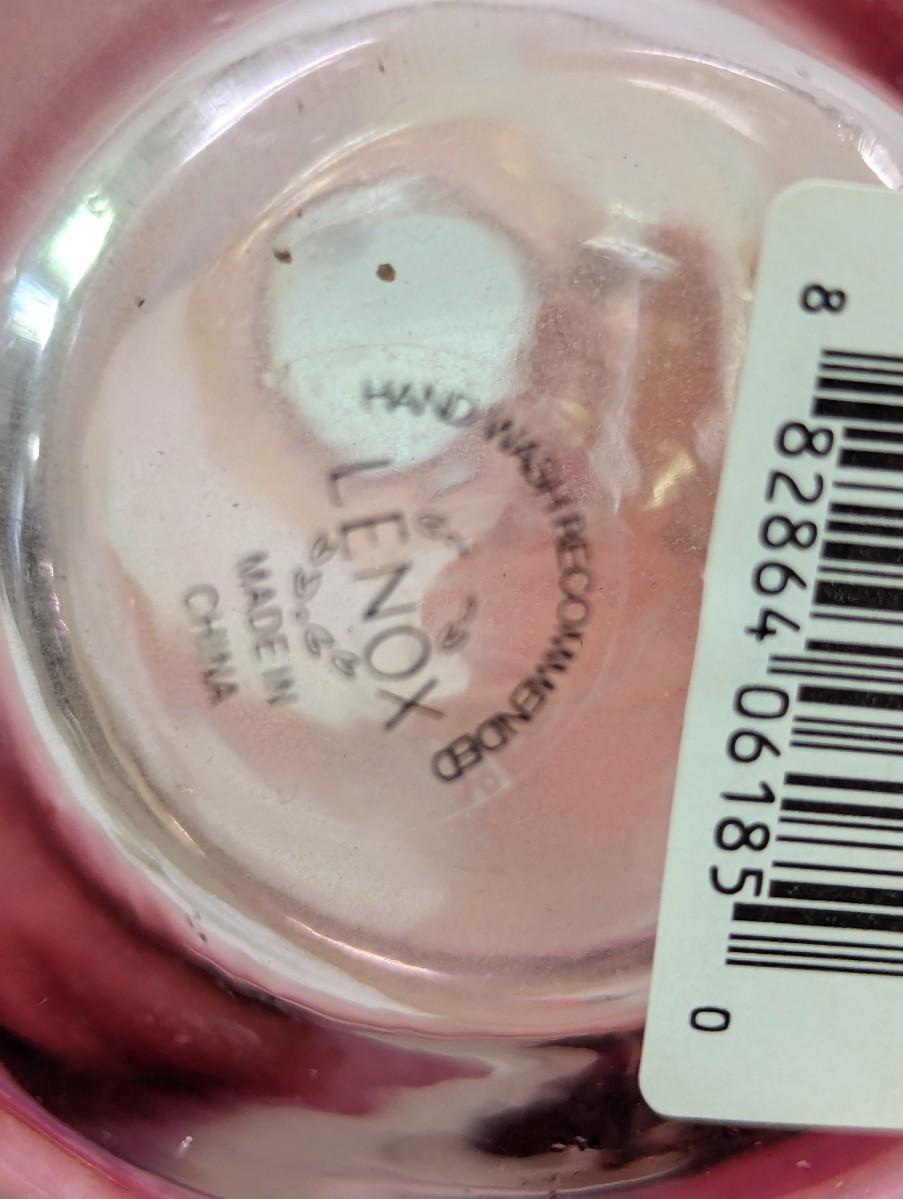 HAND WASH RECOMMENDED
LENOX
MADE IN
CHINA
8 82864 06185 0